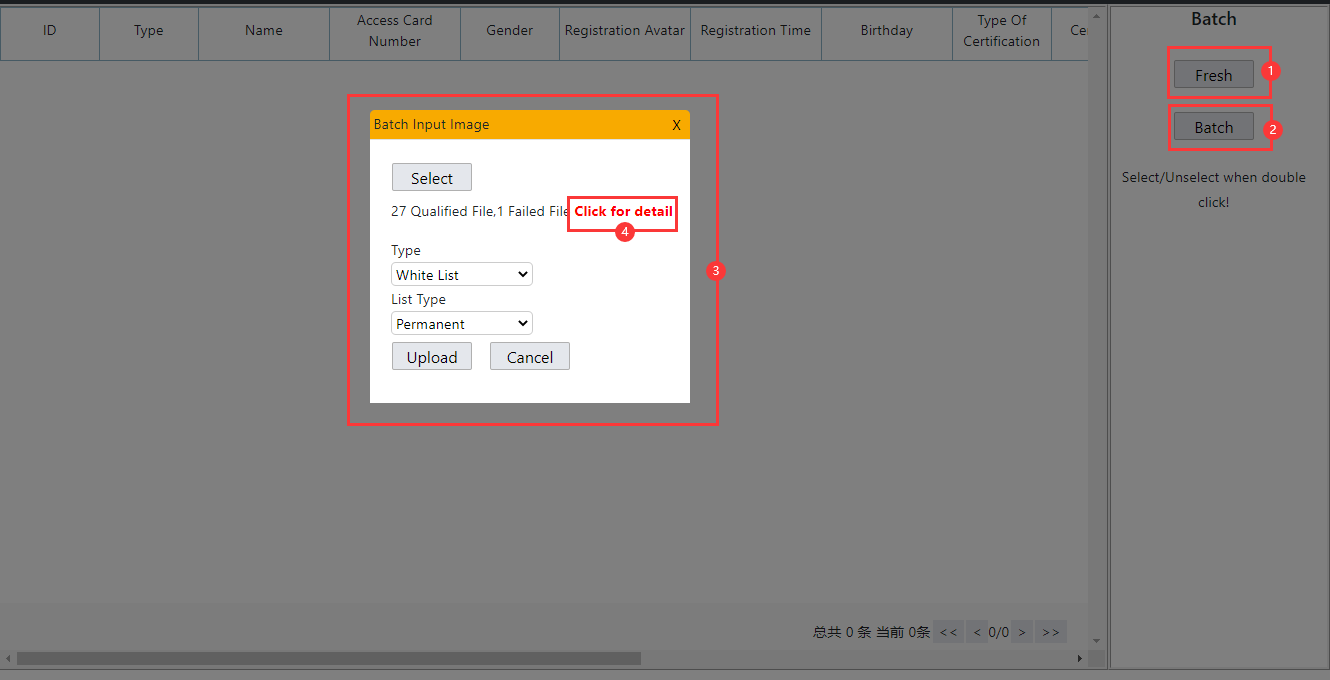 ID
Type
Name
Access Card
Number
Gender
Registration Avatar
Registration Time
Birthday
Type Of
Certification
Ce
Batch
Fresh
1
Batch
2
Select/Unselect when double
click!
Batch Input Image X
Select
27 Qualified File,1 Failed File Click for detail
4
3
Type
White List
List Type
Permanent
Upload Cancel
总共 0 条 当前 0条 << < 0/0 > >>